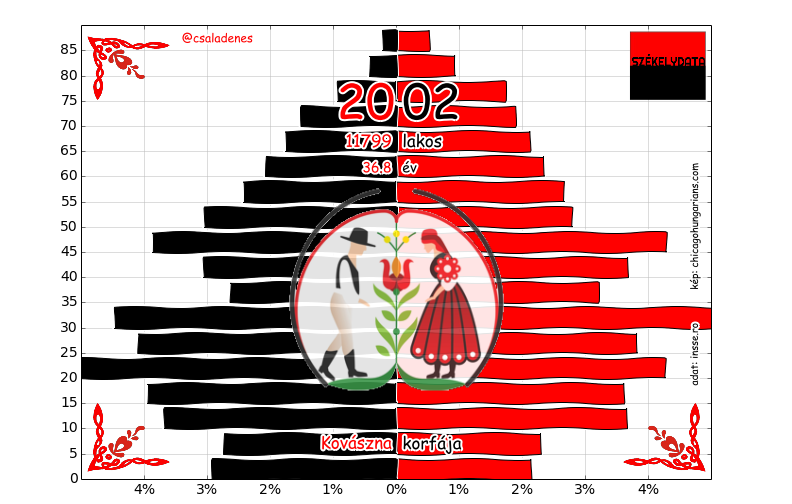 @csaladenes
SZÉKELYDATA
2002
11799 lakos
36.8 év
kép: chicagohungarians.com
adat: insse.ro
Kovászna korfája
85
80
75
70
65
60
55
50
45
40
35
30
25
20
15
10
5
0
4% 3% 2% 1% 0% 1% 2% 3% 4%